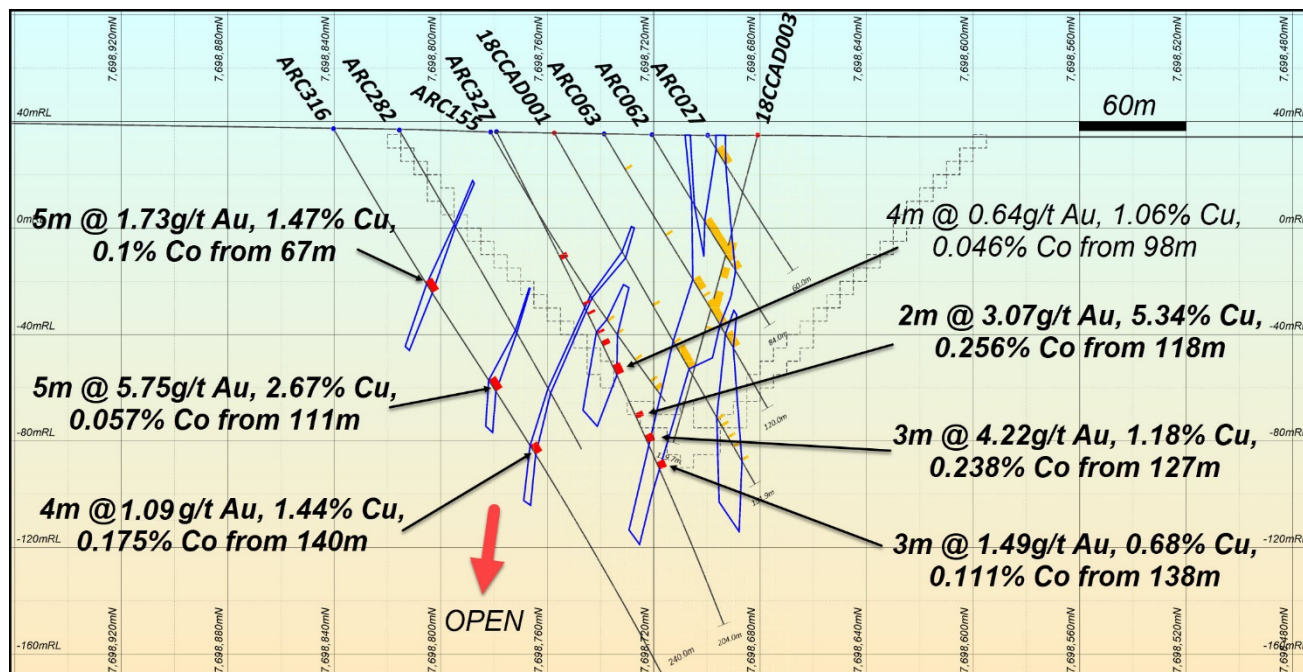 7,698,920mN
7,698,880mN
7,698,840mN
7,698,800mN
7,698,760mN
7,698,720mN
7,698,680mN
7,698,640mN
7,698,600mN
7,698,560mN
7,698,520mN
7,698,480mN
ARC316
ARC282
ARC155
ARC327
18CCAD001
ARC063
ARC062
ARC027
18CCAD003
60m
40mRL
40mRL
0mRL
0mRL
-40mRL
-40mRL
-80mRL
-80mRL
-120mRL
-120mRL
-160mRL
-160mRL
5m @ 1.73g/t Au, 1.47% Cu,
0.1% Co from 67m
5m @ 5.75g/t Au, 2.67% Cu,
0.057% Co from 111m
4m @ 1.09 g/t Au, 1.44% Cu,
0.175% Co from 140m
OPEN
4m @ 0.64g/t Au, 1.06% Cu,
0.046% Co from 98m
2m @ 3.07g/t Au, 5.34% Cu,
0.256% Co from 118m
3m @ 4.22g/t Au, 1.18% Cu,
0.238% Co from 127m
3m @ 1.49g/t Au, 0.68% Cu,
0.111% Co from 138m
60.0m
84.0m
120.0m
204.0m
240.0m
7,698,920mN
7,698,880mN
7,698,840mN
7,698,800mN
7,698,760mN
7,698,720mN
7,698,680mN
7,698,640mN
7,698,600mN
7,698,560mN
7,698,520mN
7,698,480mN